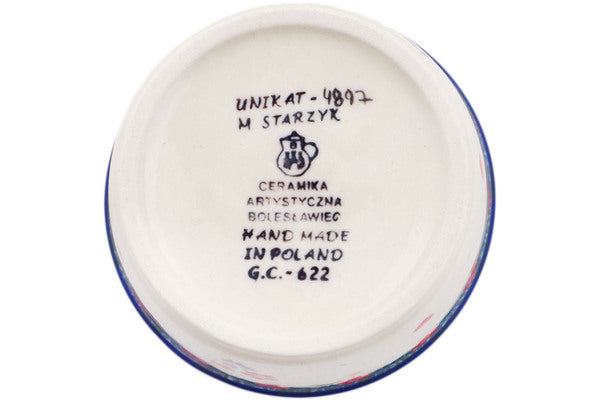 UNIKAT - 4897
M STARZYK
CERAMIKA
ARTYSTYCZNA
BOLESŁAWIEC
HAND MADE
IN POLAND
G.C. - 622